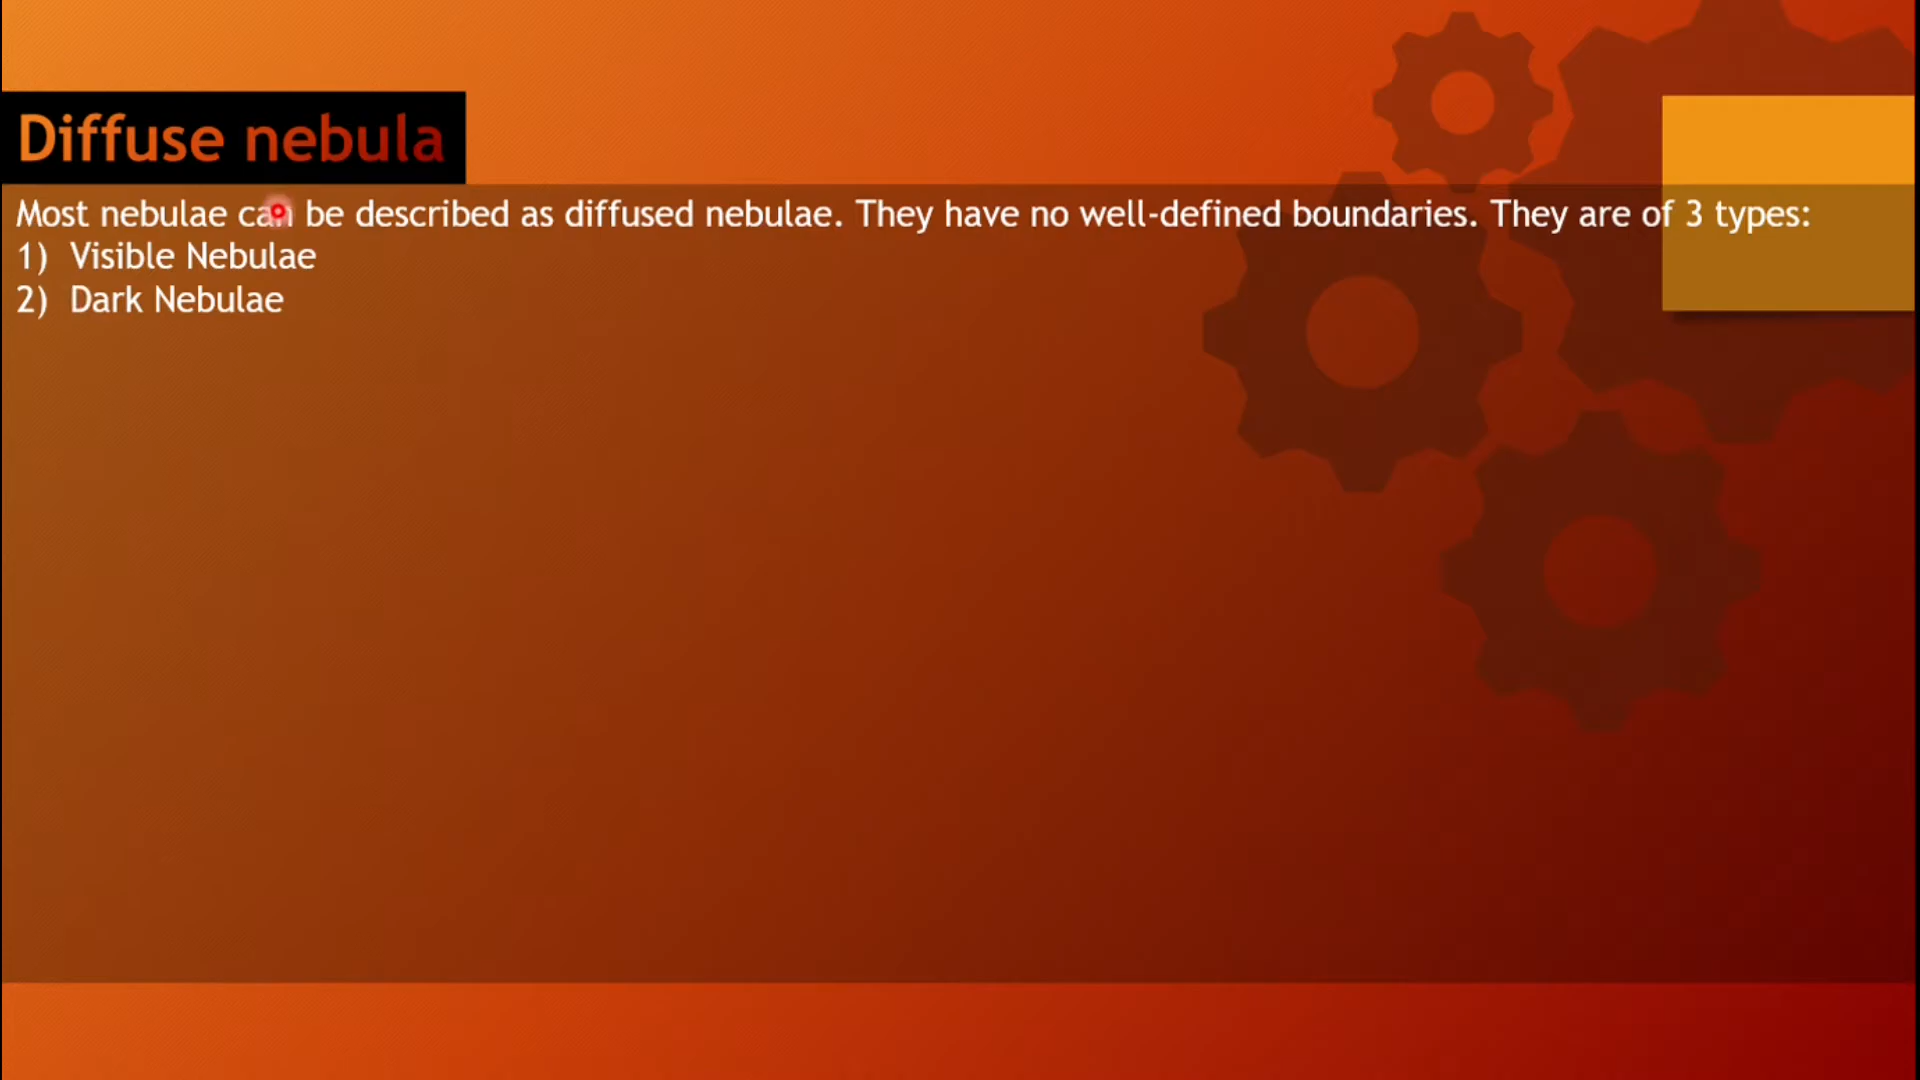 Diffuse nebula
Most nebulae can be described as diffused nebulae. They have no well-defined boundaries. They are of 3 types:
1) Visible Nebulae
2) Dark Nebulae